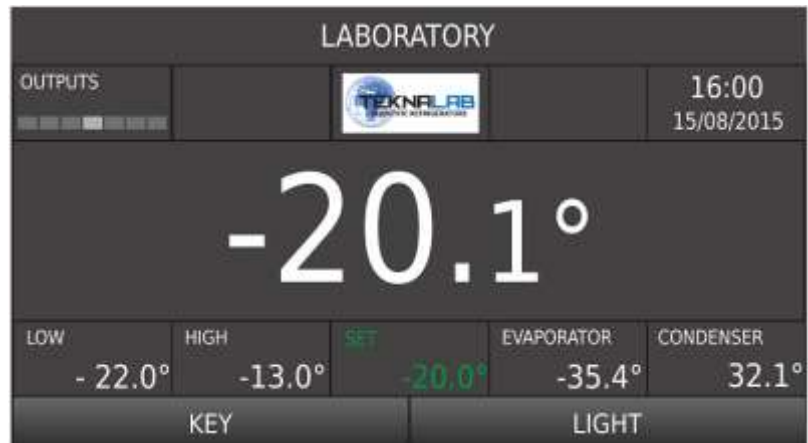 LABORATORY
OUTPUTS
TEKNALAB
16:00
15/08/2015
-20.1°
LOW
HIGH
SET
EVAPORATOR
CONDENSER
- 22.0°
-13.0°
-20.0°
-35.4°
32.1°
KEY
LIGHT